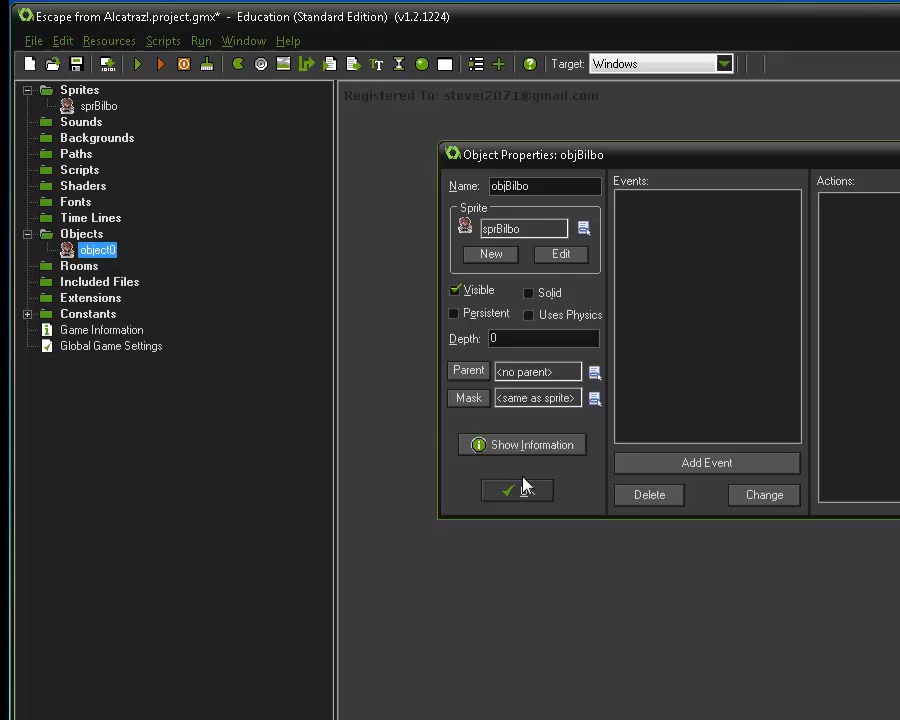 Escape from Alcatraz!.project.gmx* - Education (Standard Edition) (v1.2.1224)
File Edit Resources Scripts Run Window Help
Target: Windows
Registered To: stevei2071@gmail.com
Sprites
sprBilbo
Sounds
Backgrounds
Paths
Scripts
Shaders
Fonts
Time Lines
Objects
object0
Rooms
Included Files
Extensions
Constants
Game Information
Global Game Settings
Object Properties: objBilbo
Name: objBilbo
Sprite
sprBilbo
New Edit
Visible Solid
Persistent Uses Physics
Depth: 0
Parent <no parent>
Mask <same as sprite>
Show Information
Events:
Add Event
Delete Change
Actions: